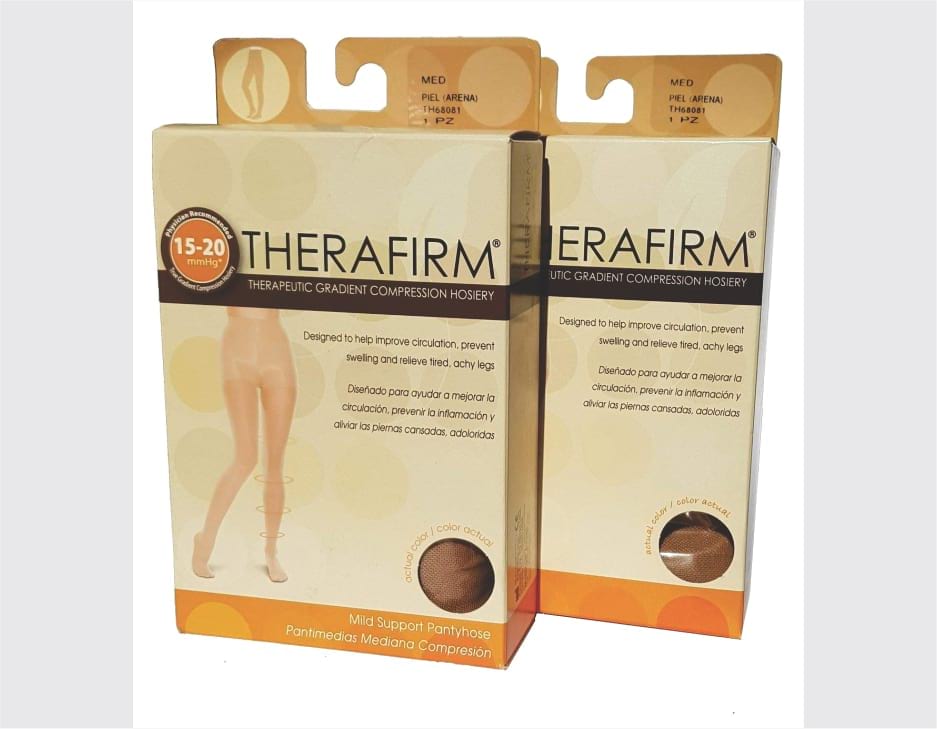 MED
PIEL (ARENA)
TH68081
1 PZ
Physician Recommended
15-20
mmHg*
True Gradient Compression Hosiery
THERAFIRM®
THERAPEUTIC GRADIENT COMPRESSION HOSIERY
Designed to help improve circulation, prevent
swelling and relieve tired, achy legs
Diseñado para ayudar a mejorar la
circulación, prevenir la inflamación y
aliviar las piernas cansadas, adoloridas
actual color / color actual
Mild Support Pantyhose
Pantimedias Mediana Compresión
MED
PIEL (ARENA)
TH68081
1 PZ
ERAFIRM®
UTIC GRADIENT COMPRESSION HOSIERY
Designed to help improve circulation, prevent
swelling and relieve tired, achy legs
Diseñado para ayudar a mejorar la
circulación, prevenir la inflamación y
aliviar las piernas cansadas, adoloridas
actual color / color actual